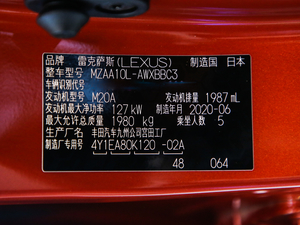 品牌 雷克萨斯(LEXUS) 制造国 日本
整车型号 MZAA10L-AWXBBC3
车辆识别代号
发动机型号 M20A 发动机排量 1987 mL
发动机最大净功率 127 kW 制造年月 2020-06
最大允许总质量 1980 kg 乘坐人数 5
生产厂名 丰田汽车九州公司宫田工厂
制造厂专用号 4Y1EA80K120 -02A
48 064